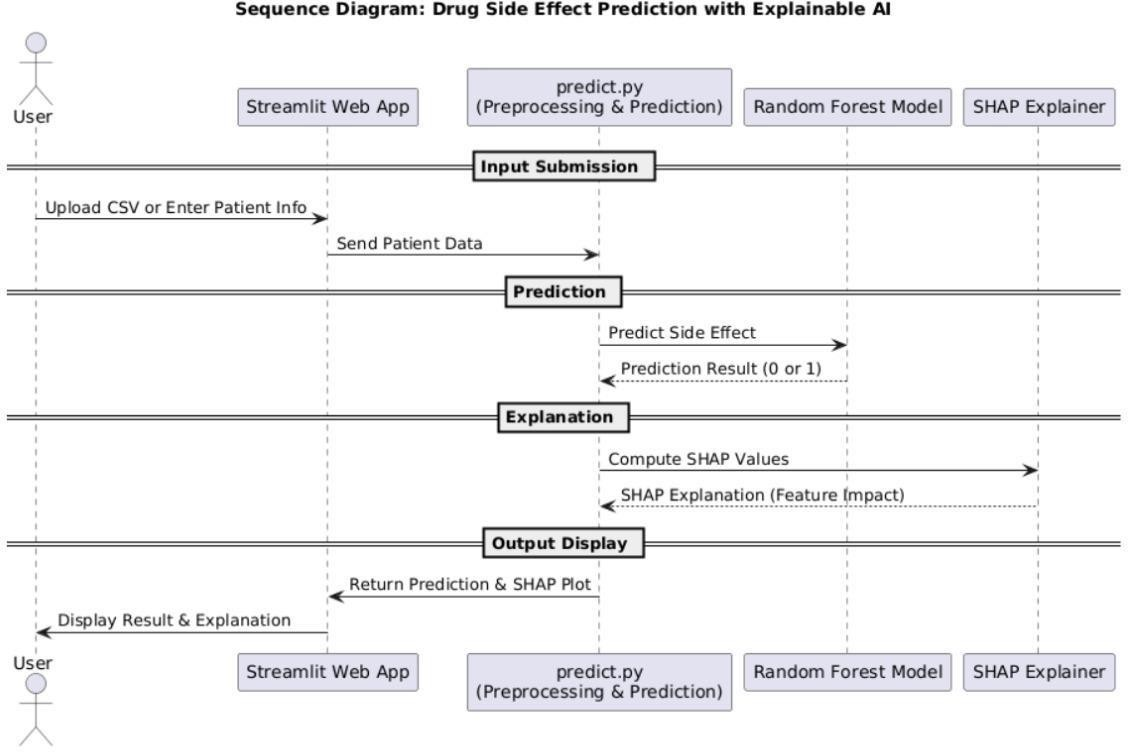 Sequence Diagram: Drug Side Effect Prediction with Explainable AI
User
Streamlit Web App
predict.py
(Preprocessing & Prediction)
Random Forest Model
SHAP Explainer
Input Submission
Upload CSV or Enter Patient Info
Send Patient Data
Prediction
Predict Side Effect
Prediction Result (0 or 1)
Explanation
Compute SHAP Values
SHAP Explanation (Feature Impact)
Output Display
Return Prediction & SHAP Plot
Display Result & Explanation
User
Streamlit Web App
predict.py
(Preprocessing & Prediction)
Random Forest Model
SHAP Explainer